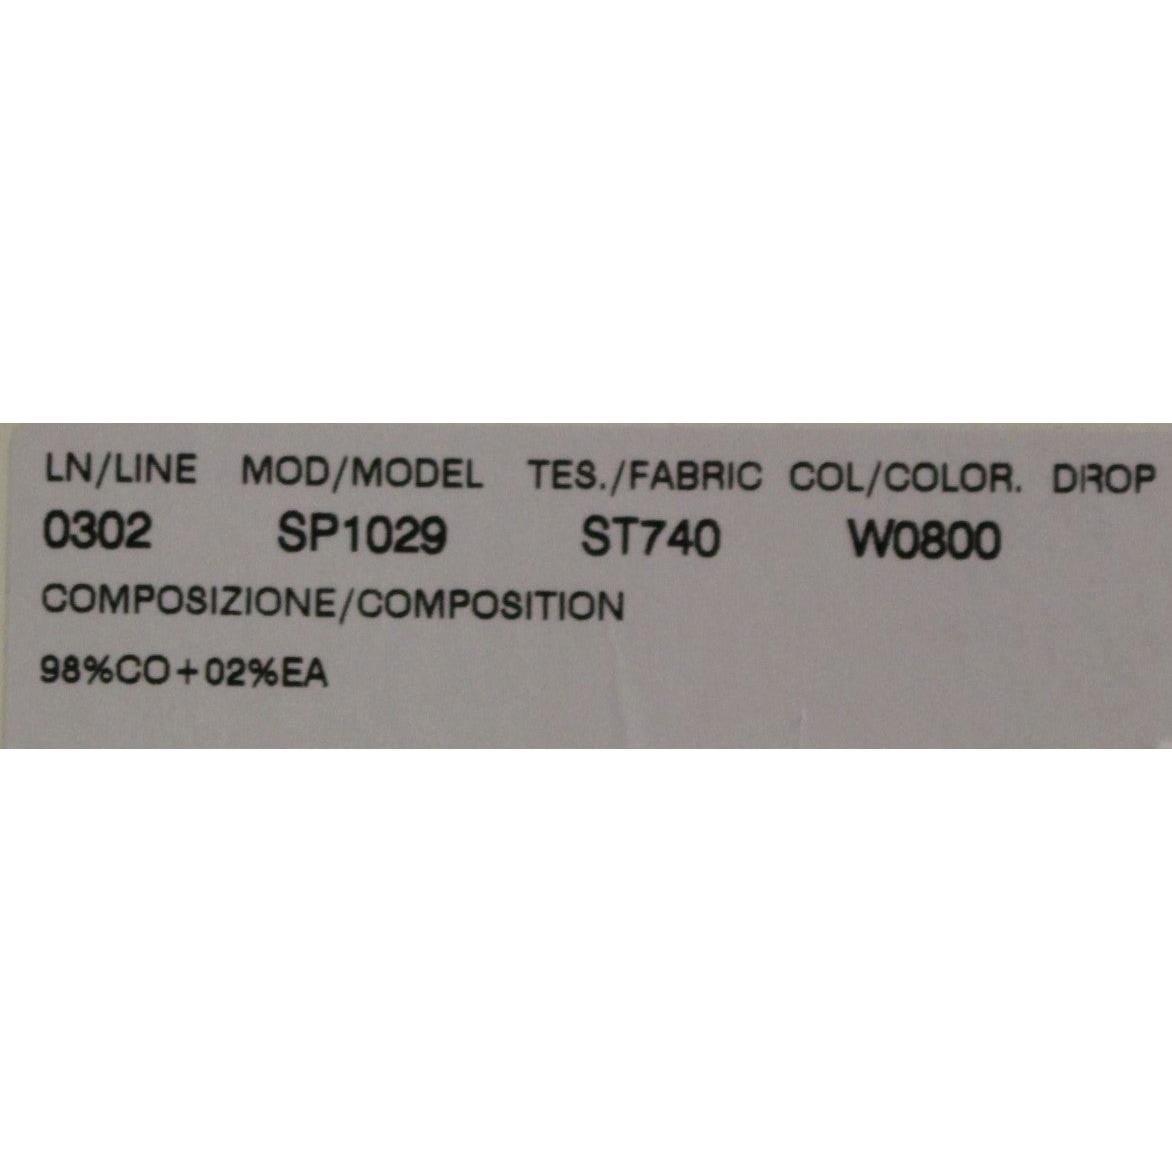 LN/LINE MOD/MODEL TES./FABRIC COL/COLOR. DROP
0302 SP1029 ST740 W0800
COMPOSIZIONE/COMPOSITION
98%CO+02%EA